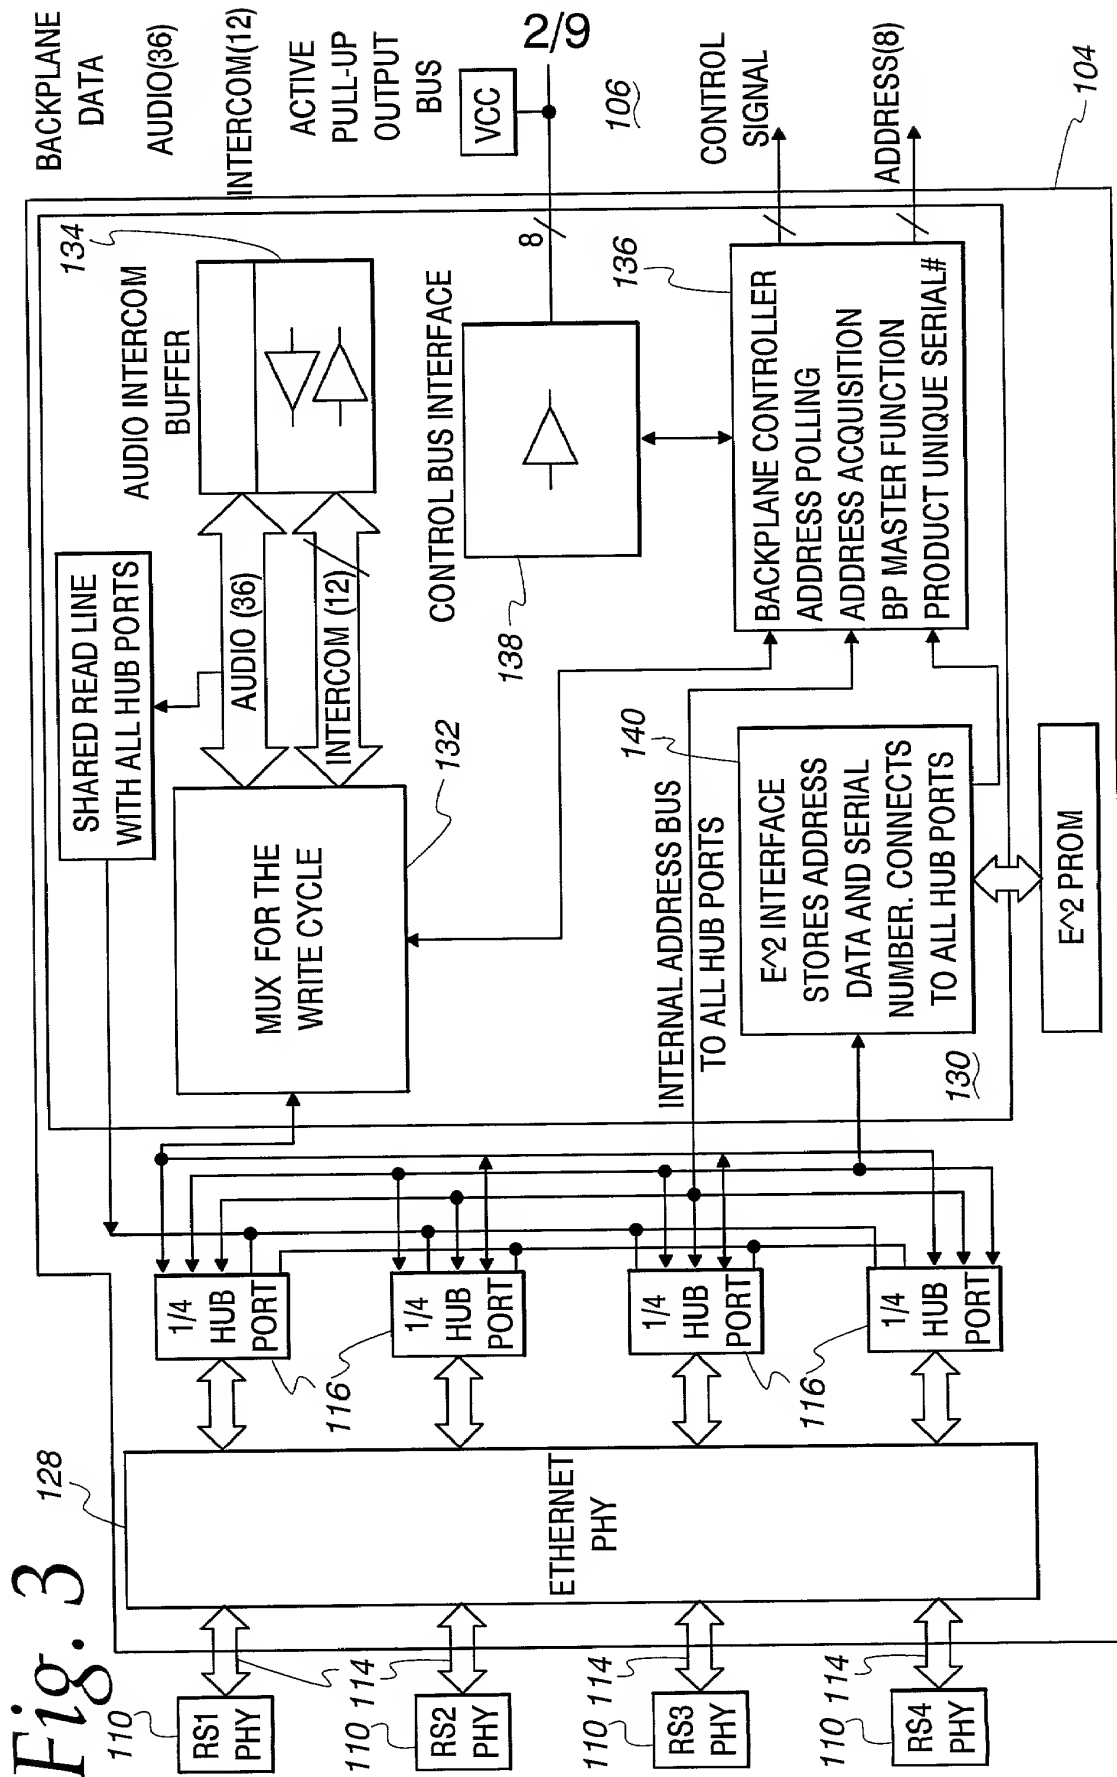 Fig. 3
2/9
BACKPLANE
DATA
AUDIO(36)
INTERCOM(12)
ACTIVE
PULL-UP
OUTPUT
BUS
VCC
106
CONTROL
SIGNAL
ADDRESS(8)
104
134
AUDIO INTERCOM
BUFFER
SHARED READ LINE
WITH ALL HUB PORTS
AUDIO (36)
INTERCOM (12)
132
MUX FOR THE
WRITE CYCLE
CONTROL BUS INTERFACE
8
138
136
BACKPLANE CONTROLLER
ADDRESS POLLING
ADDRESS ACQUISITION
BP MASTER FUNCTION
PRODUCT UNIQUE SERIAL#
INTERNAL ADDRESS BUS
TO ALL HUB PORTS
140
E^2 INTERFACE
STORES ADDRESS
DATA AND SERIAL
NUMBER. CONNECTS
TO ALL HUB PORTS
130
E^2 PROM
1/4
HUB
PORT
1/4
HUB
PORT
1/4
HUB
PORT
1/4
HUB
PORT
116
116
128
ETHERNET
PHY
114
114
114
114
110
RS1
PHY
110
RS2
PHY
110
RS3
PHY
110
RS4
PHY